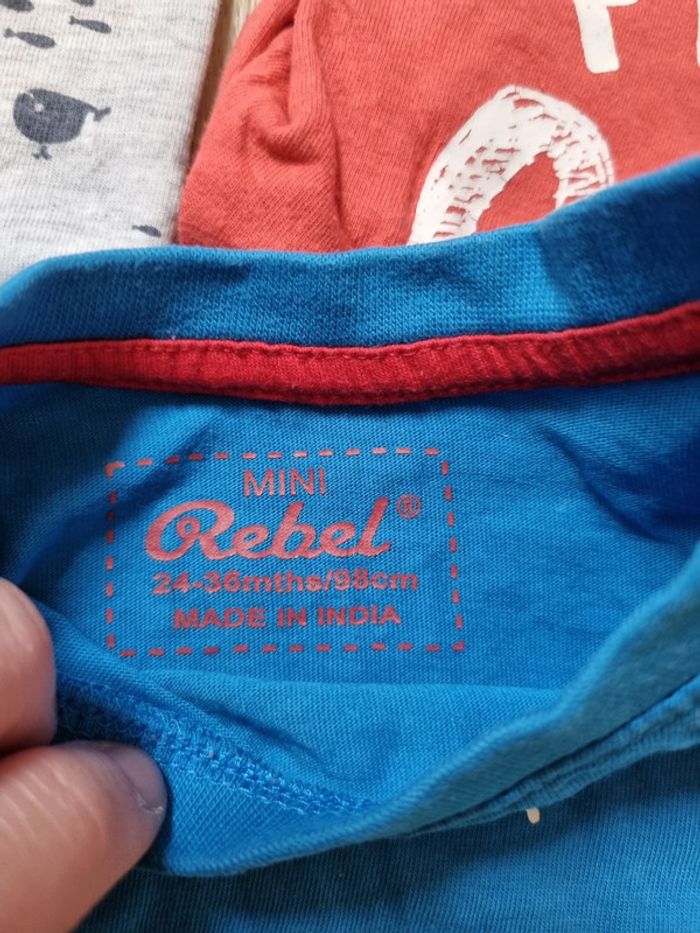 MINI
Rebel®
24-36mths/98cm
MADE IN INDIA